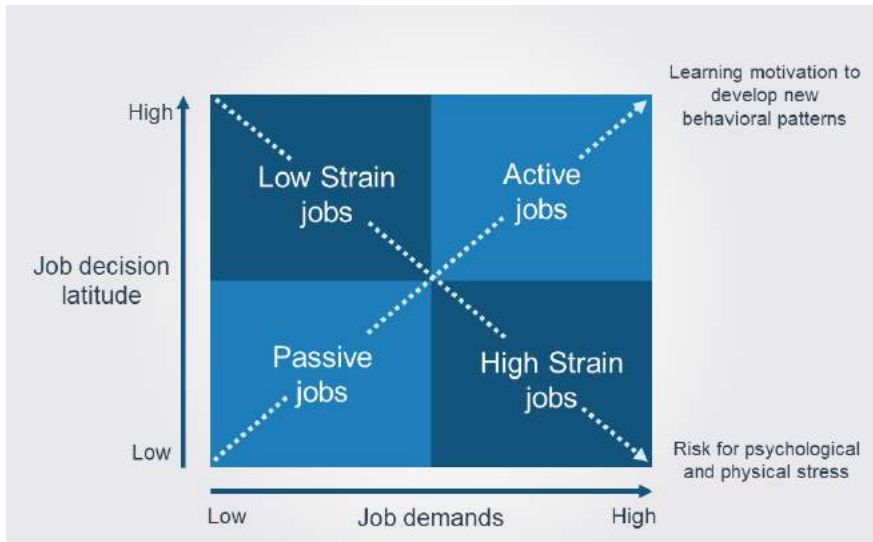 Learning motivation to
develop new
behavioral patterns
High
Low Strain
jobs
Active
jobs
Job decision
latitude
Passive
jobs
High Strain
jobs
Low
Risk for psychological
and physical stress
Low
Job demands
High